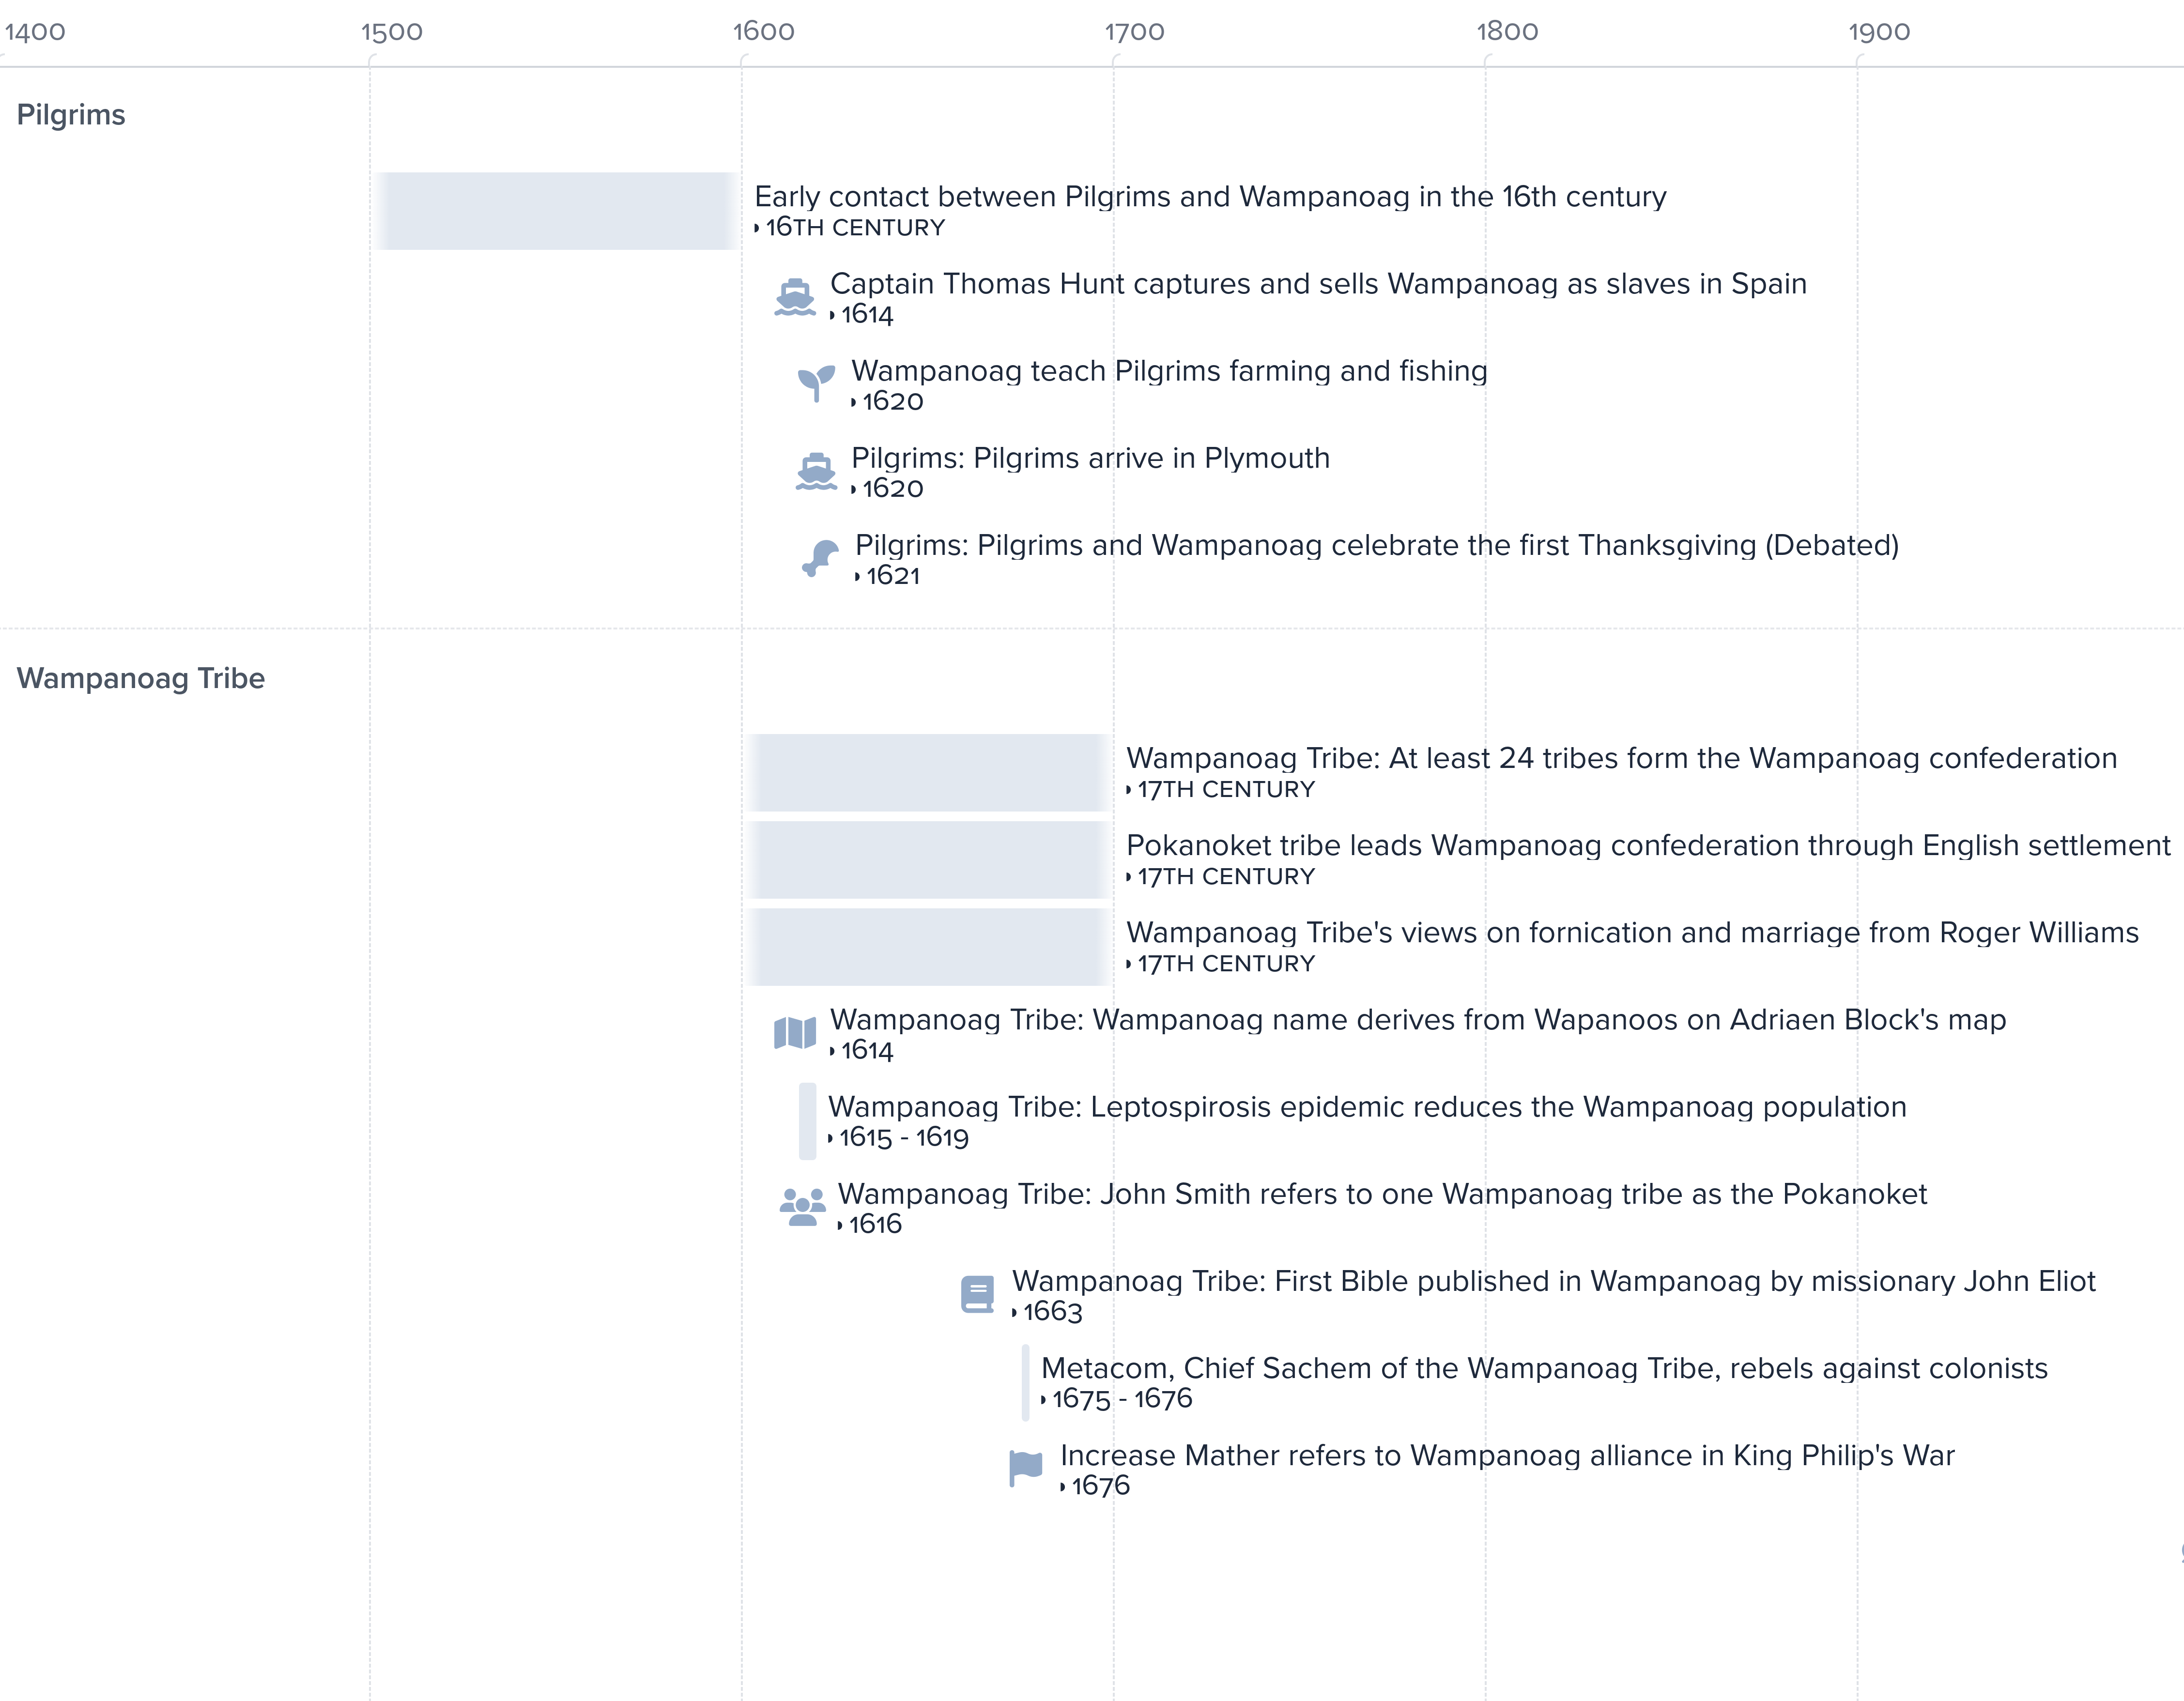 1400 1500 1600 1700 1800 1900
Pilgrims
Early contact between Pilgrims and Wampanoag in the 16th century
16TH CENTURY
Captain Thomas Hunt captures and sells Wampanoag as slaves in Spain
1614
Wampanoag teach Pilgrims farming and fishing
1620
Pilgrims: Pilgrims arrive in Plymouth
1620
Pilgrims: Pilgrims and Wampanoag celebrate the first Thanksgiving (Debated)
1621
Wampanoag Tribe
Wampanoag Tribe: At least 24 tribes form the Wampanoag confederation
17TH CENTURY
Pokanoket tribe leads Wampanoag confederation through English settlement
17TH CENTURY
Wampanoag Tribe's views on fornication and marriage from Roger Williams
17TH CENTURY
Wampanoag Tribe: Wampanoag name derives from Wapanoos on Adriaen Block's map
1614
Wampanoag Tribe: Leptospirosis epidemic reduces the Wampanoag population
1615 - 1619
Wampanoag Tribe: John Smith refers to one Wampanoag tribe as the Pokanoket
1616
Wampanoag Tribe: First Bible published in Wampanoag by missionary John Eliot
1663
Metacom, Chief Sachem of the Wampanoag Tribe, rebels against colonists
1675 - 1676
Increase Mather refers to Wampanoag alliance in King Philip's War
1676